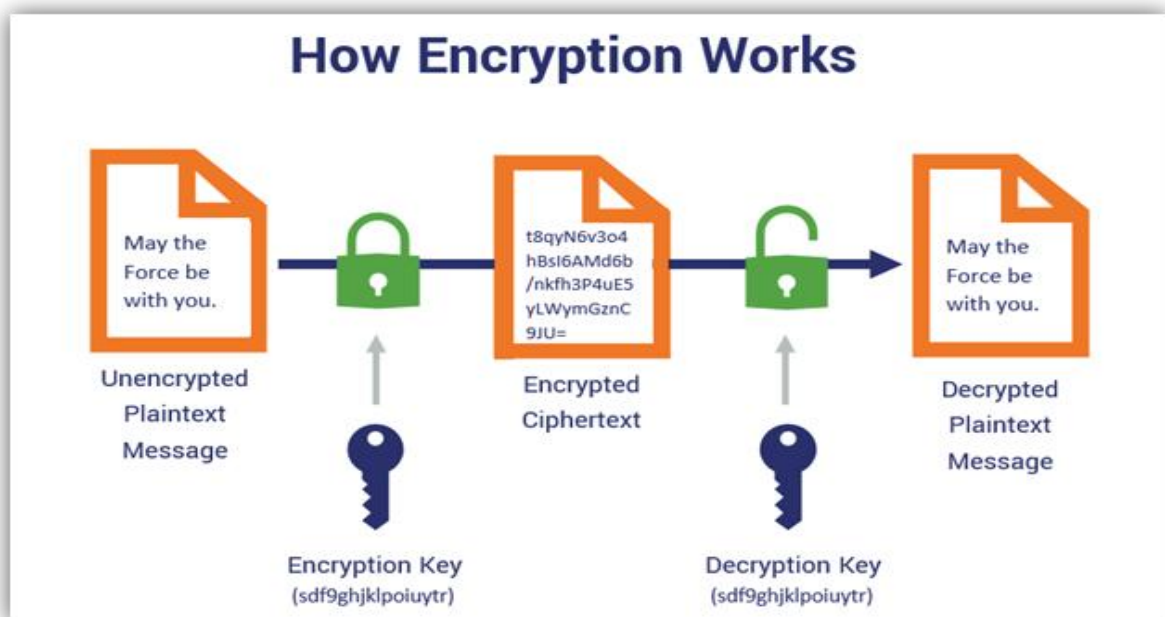 How Encryption Works
May the
Force be
with you.
Unencrypted
Plaintext
Message
t8qyN6v3o4
hBsI6AMd6b
/nkfh3P4uE5
yLWymGznC
9JU=
Encrypted
Ciphertext
May the
Force be
with you.
Decrypted
Plaintext
Message
Encryption Key
(sdf9ghjklpoiuytr)
Decryption Key
(sdf9ghjklpoiuytr)